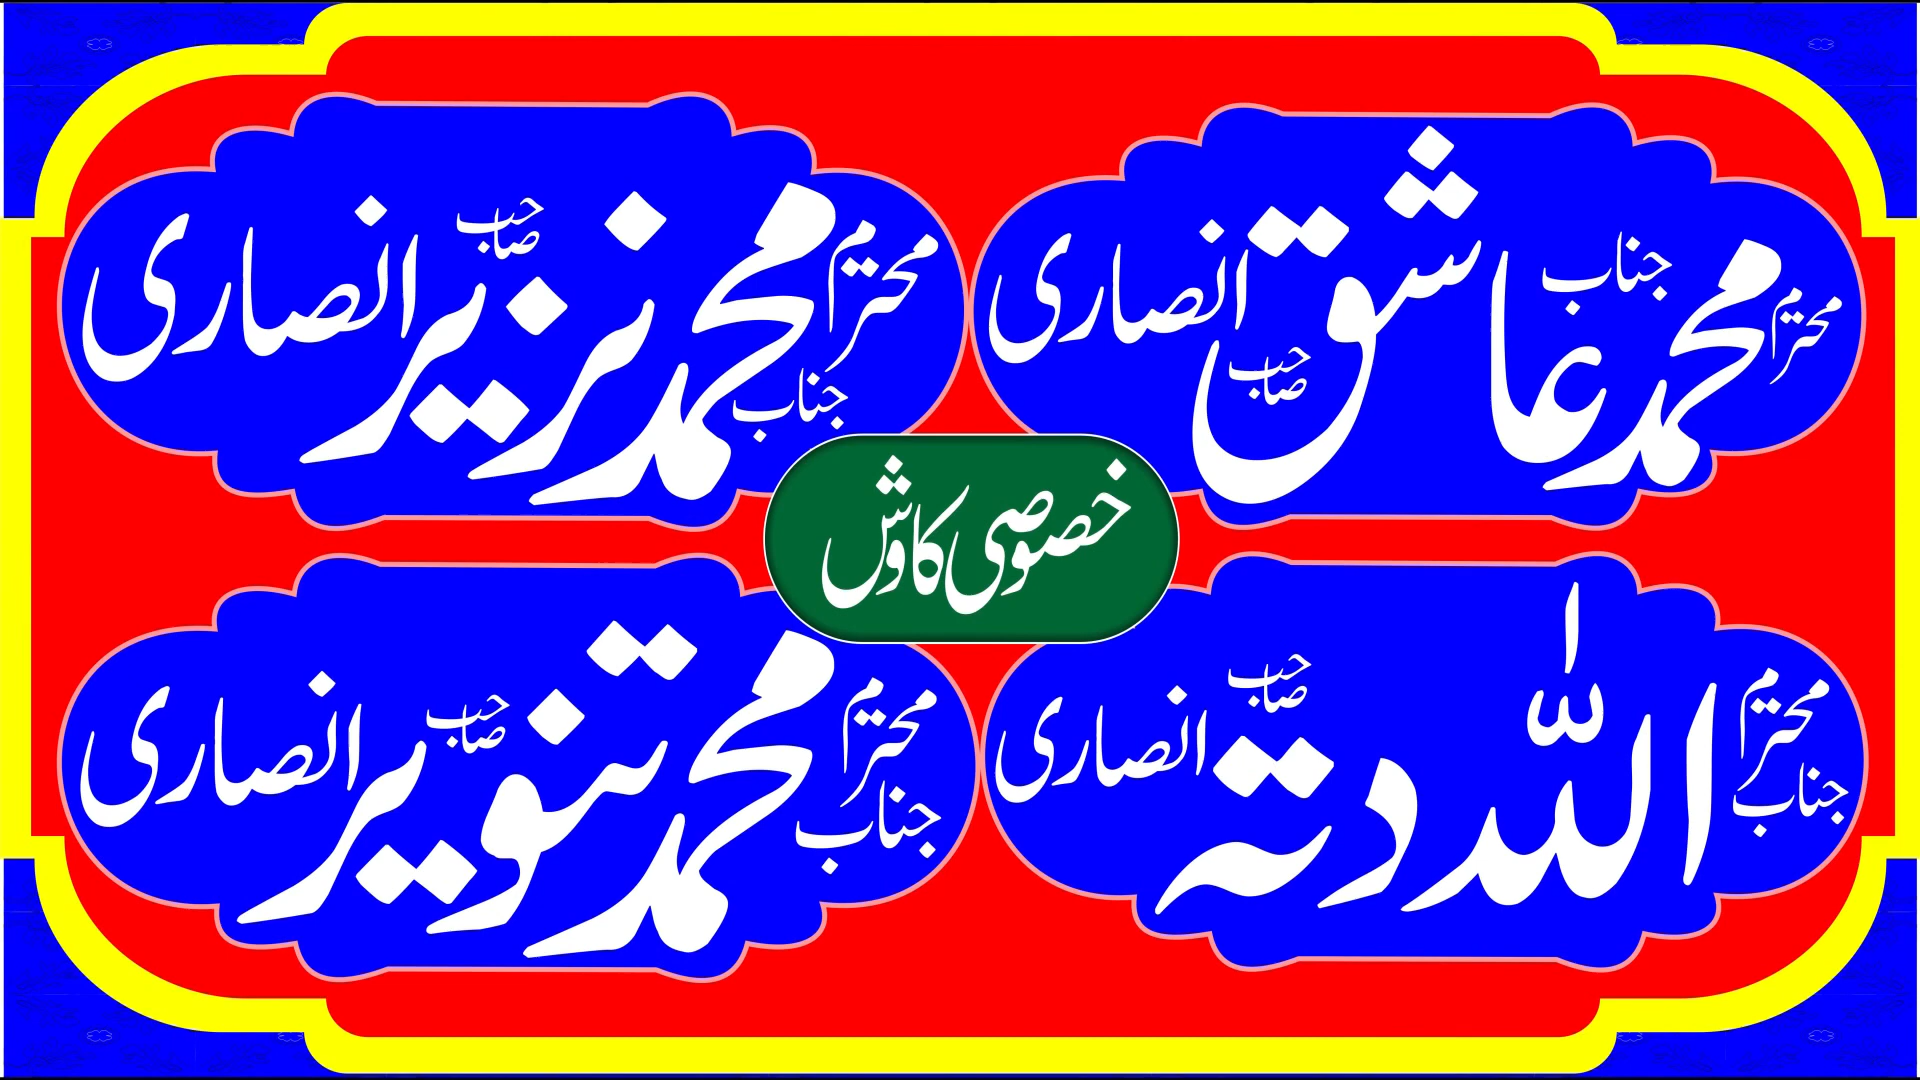 محترم جناب محمد عاشق انصاری صاحب
محترم جناب محمد نزیر انصاری صاحب
خصوصی کاوش
محترم جناب اللہ دتہ انصاری صاحب
محترم جناب محمد تنویر انصاری صاحب